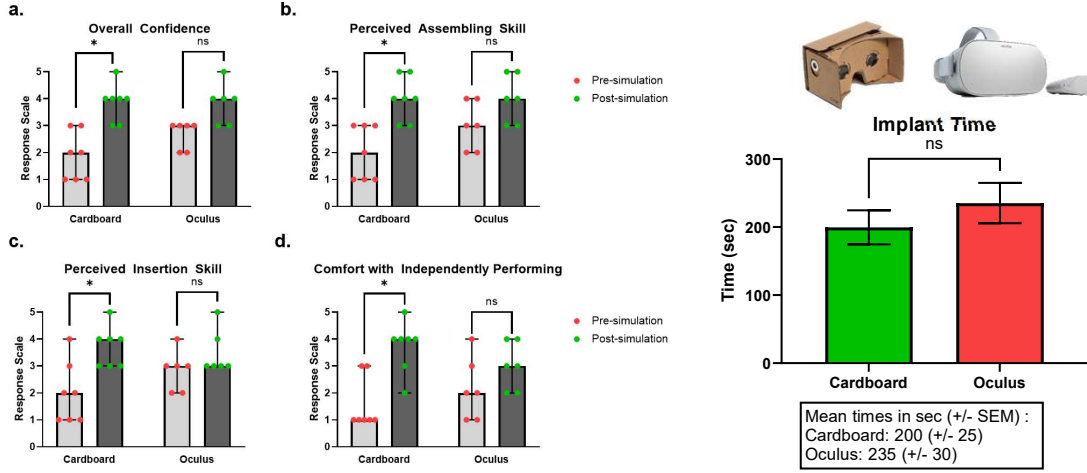 a.
Overall Confidence
*
ns
Response Scale
5
4
3
2
1
0
Cardboard
Oculus
b.
Perceived Assembling Skill
*
ns
Response Scale
5
4
3
2
1
0
Cardboard
Oculus
Pre-simulation
Post-simulation
c.
Perceived Insertion Skill
*
ns
Response Scale
5
4
3
2
1
0
Cardboard
Oculus
d.
Comfort with Independently Performing
*
ns
Response Scale
5
4
3
2
1
0
Cardboard
Oculus
Pre-simulation
Post-simulation
Implant Time
ns
Time (sec)
300
200
100
0
Cardboard
Oculus
Mean times in sec (+/- SEM) :
Cardboard: 200 (+/- 25)
Oculus: 235 (+/- 30)